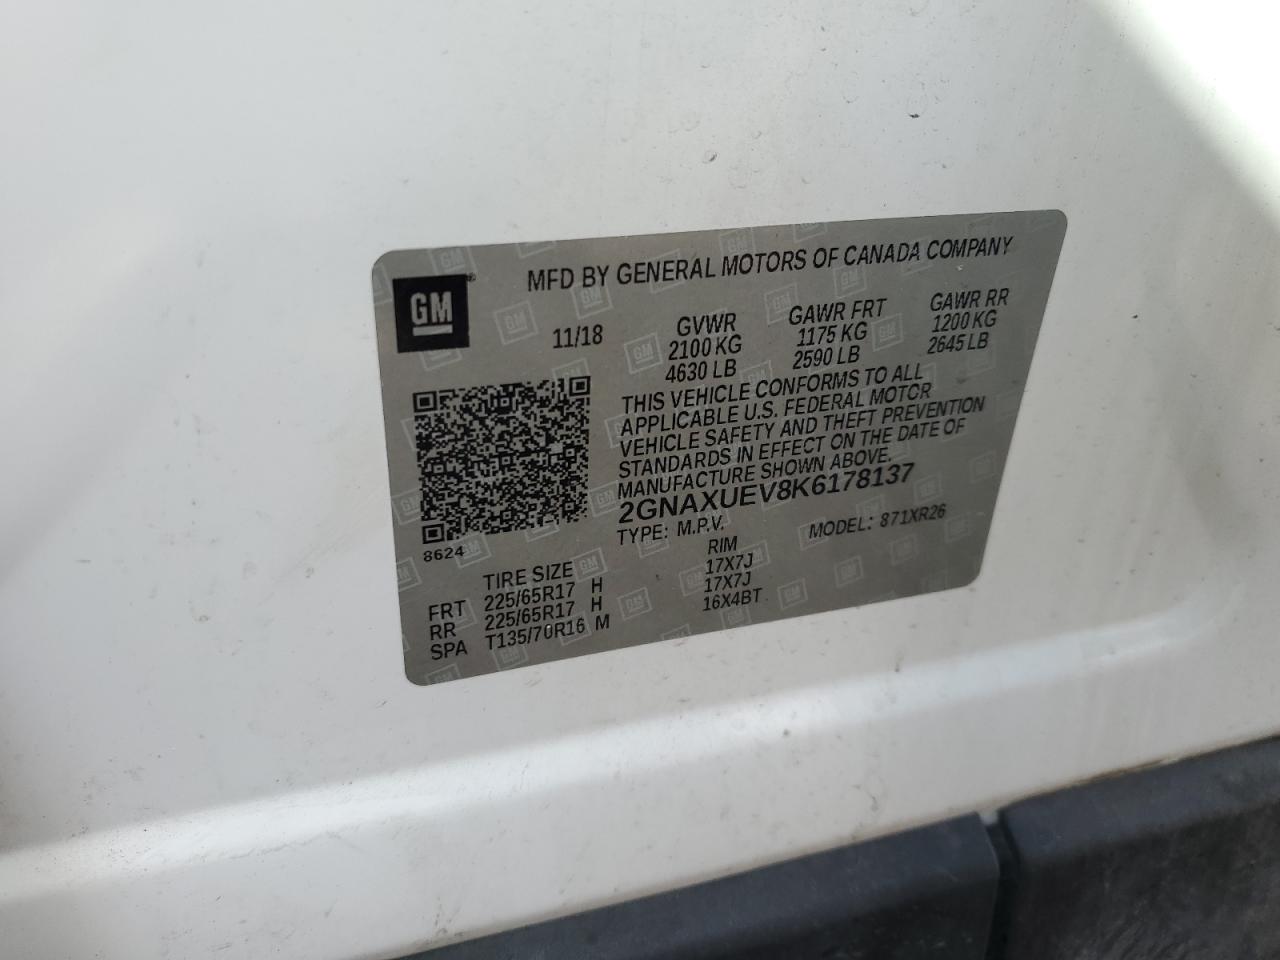 GM
MFD BY GENERAL MOTORS OF CANADA COMPANY
11/18
GVWR
2100 KG
4630 LB
GAWR FRT
1175 KG
2590 LB
GAWR RR
1200 KG
2645 LB
THIS VEHICLE CONFORMS TO ALL
APPLICABLE U.S. FEDERAL MOTOR
VEHICLE SAFETY AND THEFT PREVENTION
STANDARDS IN EFFECT ON THE DATE OF
MANUFACTURE SHOWN ABOVE.
2GNAXUEV8K6178137
TYPE: M.P.V. MODEL: 871XR26
8624
TIRE SIZE RIM
FRT 225/65R17 H 17X7J
RR 225/65R17 H 17X7J
SPA T135/70R16 M 16X4BT